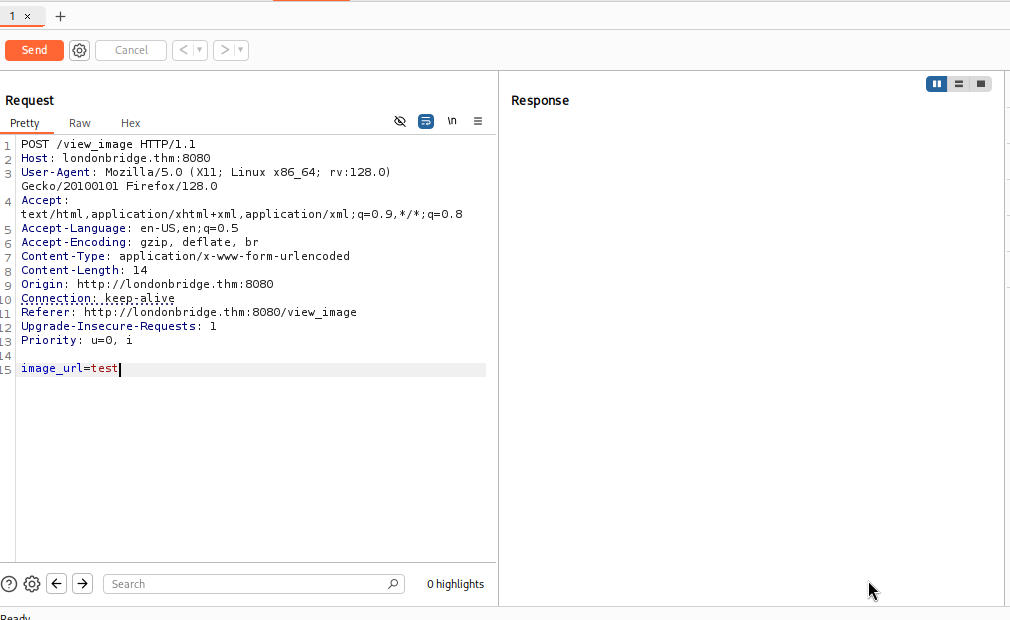 1 ×
+
Send
Cancel
<
>
Request
Response
Pretty
Raw
Hex
\n
1 POST /view_image HTTP/1.1
2 Host: londonbridge.thm:8080
3 User-Agent: Mozilla/5.0 (X11; Linux x86_64; rv:128.0)
Gecko/20100101 Firefox/128.0
4 Accept:
text/html,application/xhtml+xml,application/xml;q=0.9,*/*;q=0.8
5 Accept-Language: en-US,en;q=0.5
6 Accept-Encoding: gzip, deflate, br
7 Content-Type: application/x-www-form-urlencoded
8 Content-Length: 14
9 Origin: http://londonbridge.thm:8080
10 Connection: keep-alive
11 Referer: http://londonbridge.thm:8080/view_image
12 Upgrade-Insecure-Requests: 1
13 Priority: u=0, i
14
15 image_url=test
Search
0 highlights
Ready